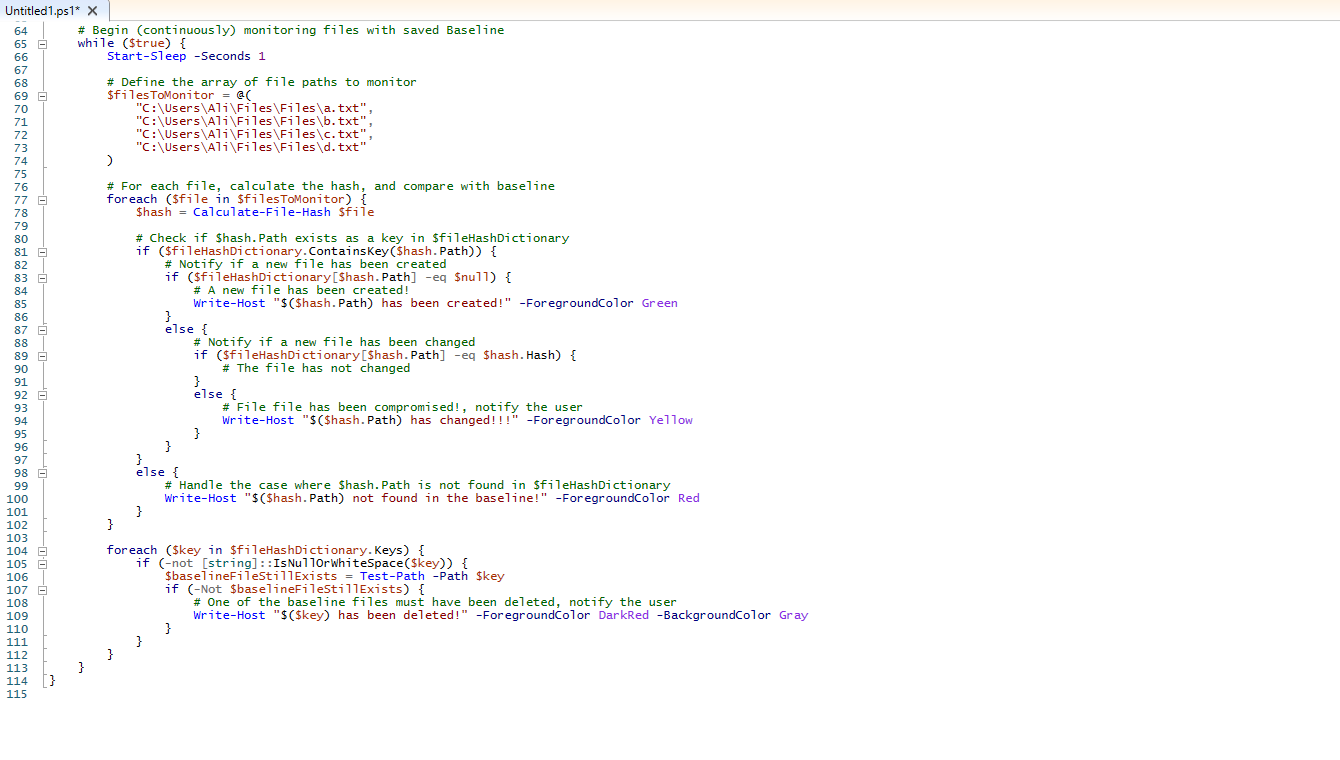 Untitled1.ps1* X
64 # Begin (continuously) monitoring files with saved Baseline
65 while ($true) {
66 Start-Sleep -Seconds 1
67
68 # Define the array of file paths to monitor
69 $filesToMonitor = @(
70 "C:\Users\Ali\Files\Files\a.txt",
71 "C:\Users\Ali\Files\Files\b.txt",
72 "C:\Users\Ali\Files\Files\c.txt",
73 "C:\Users\Ali\Files\Files\d.txt"
74 )
75
76 # For each file, calculate the hash, and compare with baseline
77 foreach ($file in $filesToMonitor) {
78 $hash = Calculate-File-Hash $file
79
80 # Check if $hash.Path exists as a key in $fileHashDictionary
81 if ($fileHashDictionary.ContainsKey($hash.Path)) {
82 # Notify if a new file has been created
83 if ($fileHashDictionary[$hash.Path] -eq $null) {
84 # A new file has been created!
85 Write-Host "$($hash.Path) has been created!" -ForegroundColor Green
86 }
87 else {
88 # Notify if a new file has been changed
89 if ($fileHashDictionary[$hash.Path] -eq $hash.Hash) {
90 # The file has not changed
91 }
92 else {
93 # File file has been compromised!, notify the user
94 Write-Host "$($hash.Path) has changed!!!" -ForegroundColor Yellow
95 }
96 }
97 }
98 else {
99 # Handle the case where $hash.Path is not found in $fileHashDictionary
100 Write-Host "$($hash.Path) not found in the baseline!" -ForegroundColor Red
101 }
102 }
103
104 foreach ($key in $fileHashDictionary.Keys) {
105 if (-not [string]::IsNullOrWhiteSpace($key)) {
106 $baselineFileStillExists = Test-Path -Path $key
107 if (-Not $baselineFileStillExists) {
108 # One of the baseline files must have been deleted, notify the user
109 Write-Host "$($key) has been deleted!" -ForegroundColor DarkRed -BackgroundColor Gray
110 }
111 }
112 }
113 }
114 }
115